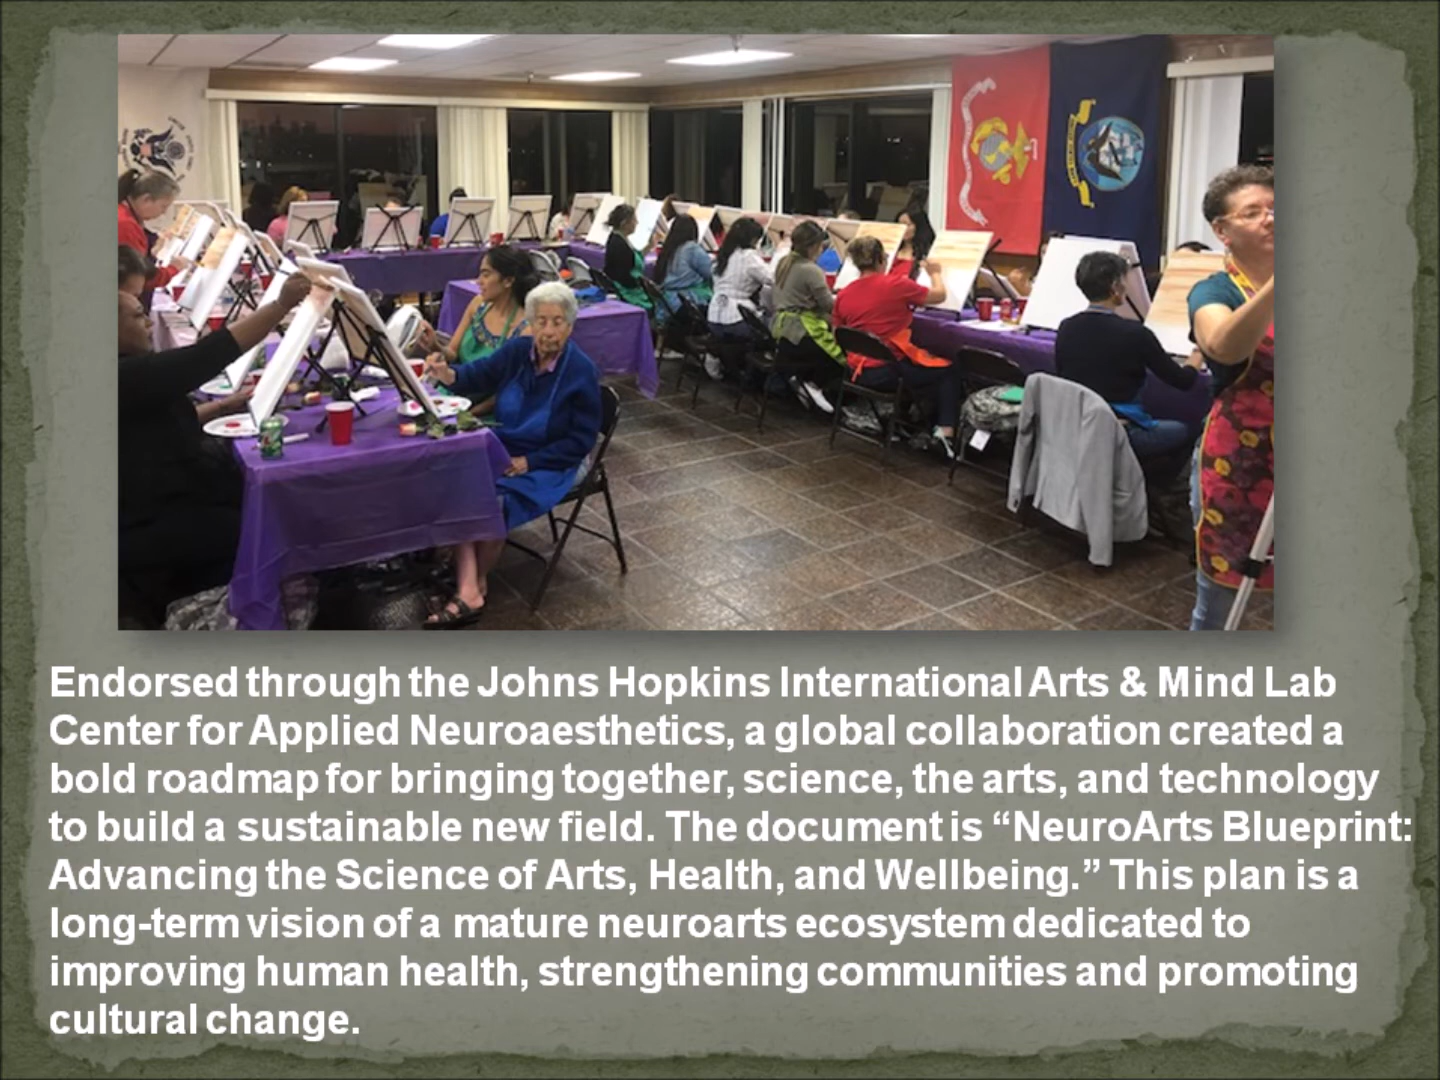 Endorsed through the Johns Hopkins International Arts & Mind Lab
Center for Applied Neuroaesthetics, a global collaboration created a
bold roadmap for bringing together, science, the arts, and technology
to build a sustainable new field. The document is “NeuroArts Blueprint:
Advancing the Science of Arts, Health, and Wellbeing.” This plan is a
long-term vision of a mature neuroarts ecosystem dedicated to
improving human health, strengthening communities and promoting
cultural change.